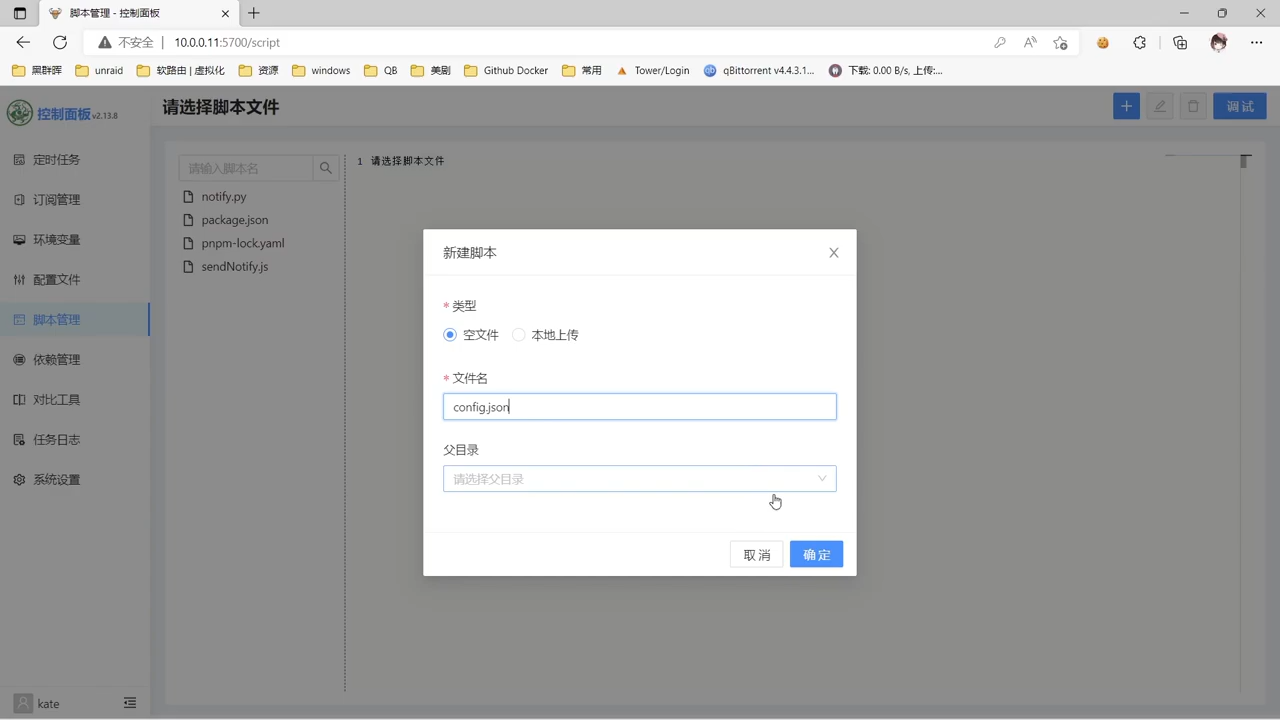 脚本管理 - 控制面板
不安全 10.0.0.11:5700/script
黑群晖 unraid 软路由 | 虚拟化 资源 windows QB 美剧 Github Docker 常用 Tower/Login qBittorrent v4.4.3.1... 下载: 0.00 B/s, 上传:...
控制面板 v2.13.8
请选择脚本文件
调 试
定时任务
订阅管理
环境变量
配置文件
脚本管理
依赖管理
对比工具
任务日志
系统设置
kate
请输入脚本名
notify.py
package.json
pnpm-lock.yaml
sendNotify.js
1 请选择脚本文件
新建脚本
* 类型
空文件 本地上传
* 文件名
config.json
父目录
请选择父目录
取 消 确 定